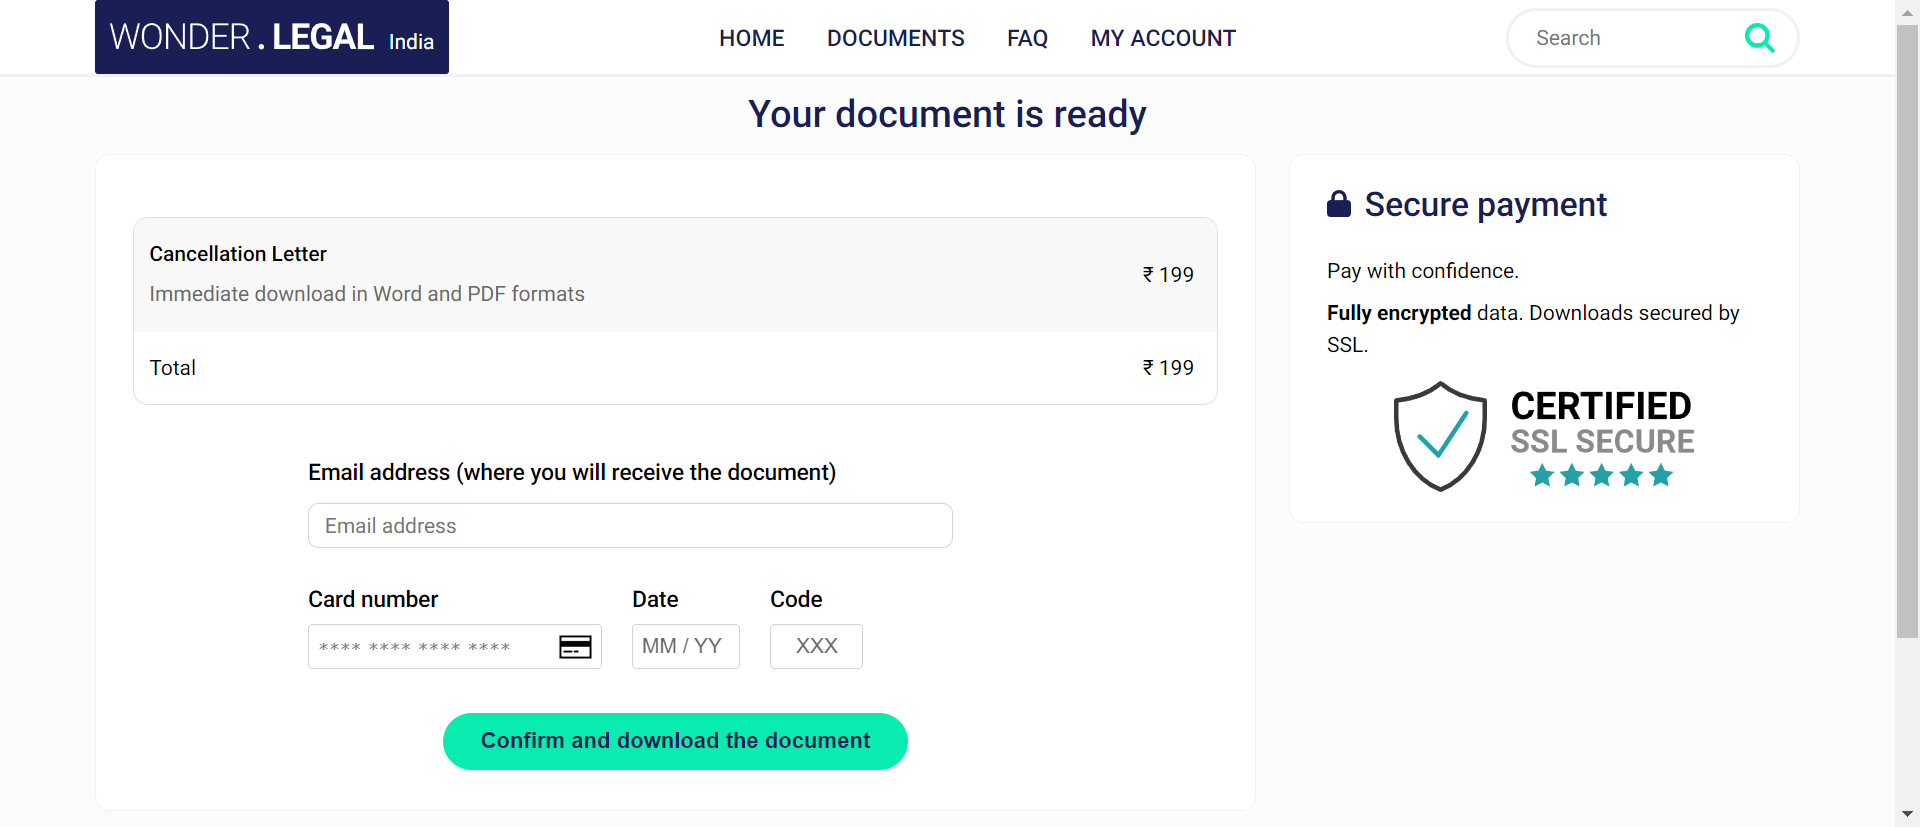 WONDER . LEGAL India
HOME DOCUMENTS FAQ MY ACCOUNT
Search
Your document is ready
Cancellation Letter
Immediate download in Word and PDF formats
₹ 199
Total
₹ 199
Email address (where you will receive the document)
Email address
Card number Date Code
**** **** **** **** MM / YY XXX
Confirm and download the document
Secure payment
Pay with confidence.
Fully encrypted data. Downloads secured by
SSL.
CERTIFIED
SSL SECURE